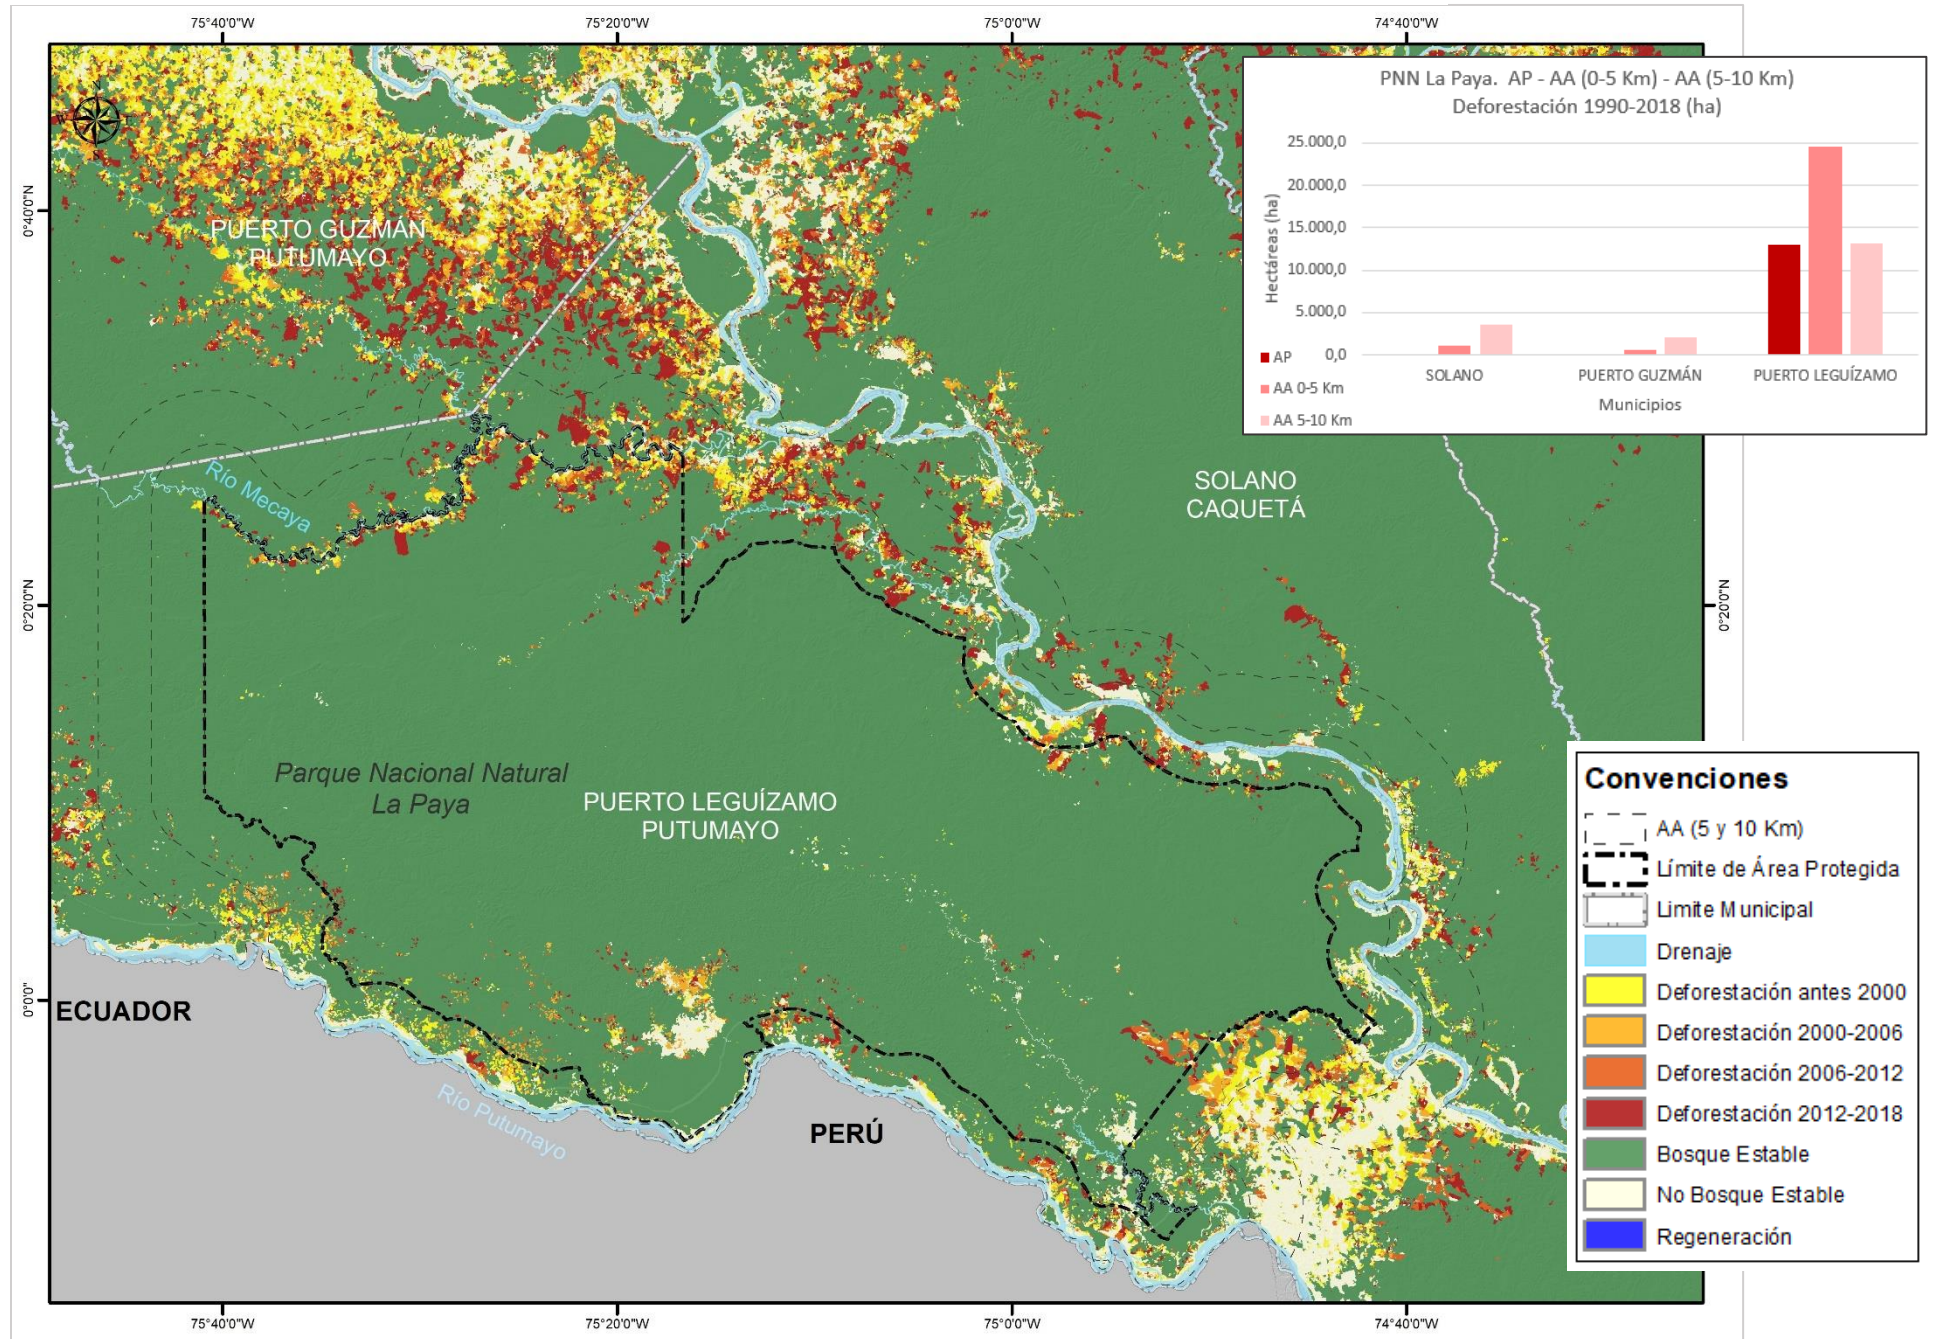 75°40'0"W
75°20'0"W
75°0'0"W
74°40'0"W
N
W
E
S
0°40'0"N
0°20'0"N
0°0'0"
0°20'0"N
PUERTO GUZMÁN
PUTUMAYO
Río Mecaya
SOLANO
CAQUETÁ
Parque Nacional Natural
La Paya
PUERTO LEGUÍZAMO
PUTUMAYO
ECUADOR
Río Putumayo
PERÚ
75°40'0"W
75°20'0"W
75°0'0"W
74°40'0"W
PNN La Paya. AP - AA (0-5 Km) - AA (5-10 Km)
Deforestación 1990-2018 (ha)
Hectáreas (ha)
25.000,0
20.000,0
15.000,0
10.000,0
5.000,0
0,0
SOLANO
PUERTO GUZMÁN
PUERTO LEGUÍZAMO
Municipios
AP
AA 0-5 Km
AA 5-10 Km
Convenciones
AA (5 y 10 Km)
Límite de Área Protegida
Limite Municipal
Drenaje
Deforestación antes 2000
Deforestación 2000-2006
Deforestación 2006-2012
Deforestación 2012-2018
Bosque Estable
No Bosque Estable
Regeneración